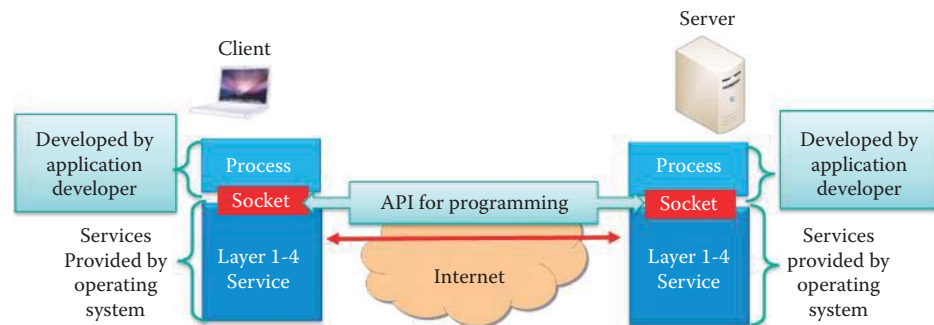 Client
Server
Developed by
application
developer
Process
Socket
Services
Provided by
operating
system
Layer 1-4
Service
API for programming
Internet
Process
Socket
Layer 1-4
Service
Developed by
application
developer
Services
provided by
operating
system